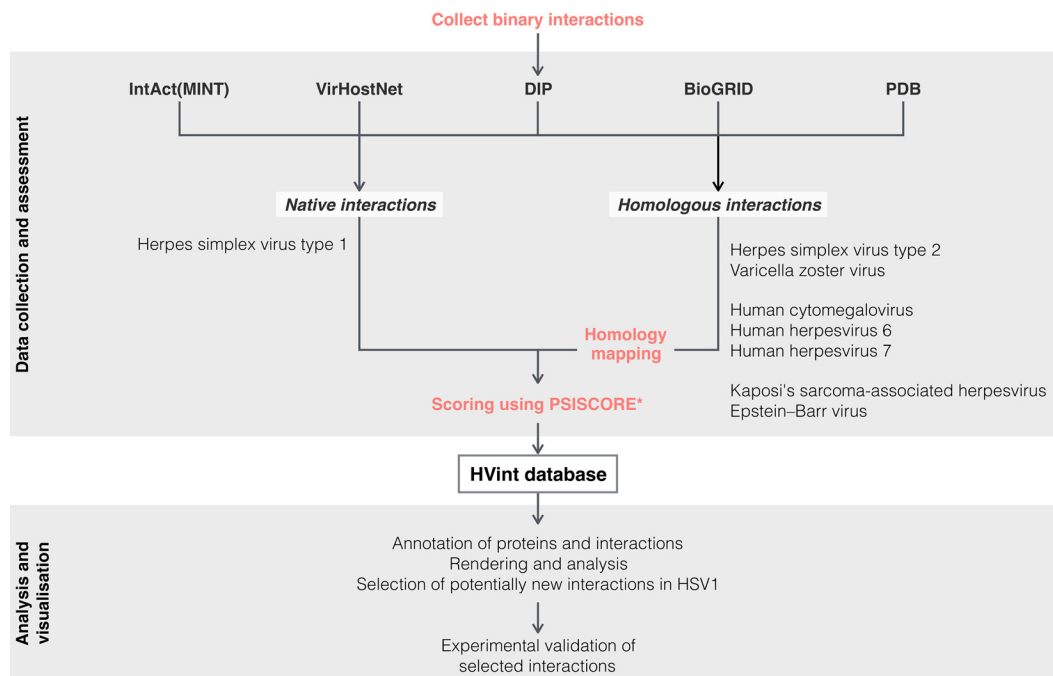 Collect binary interactions
Data collection and assessment
IntAct(MINT)
VirHostNet
DIP
BioGRID
PDB
Native interactions
Homologous interactions
Herpes simplex virus type 1
Herpes simplex virus type 2
Varicella zoster virus
Human cytomegalovirus
Human herpesvirus 6
Human herpesvirus 7
Kaposi's sarcoma-associated herpesvirus
Epstein–Barr virus
Homology
mapping
Scoring using PSISCORE*
HVint database
Analysis and
visualisation
Annotation of proteins and interactions
Rendering and analysis
Selection of potentially new interactions in HSV1
Experimental validation of
selected interactions